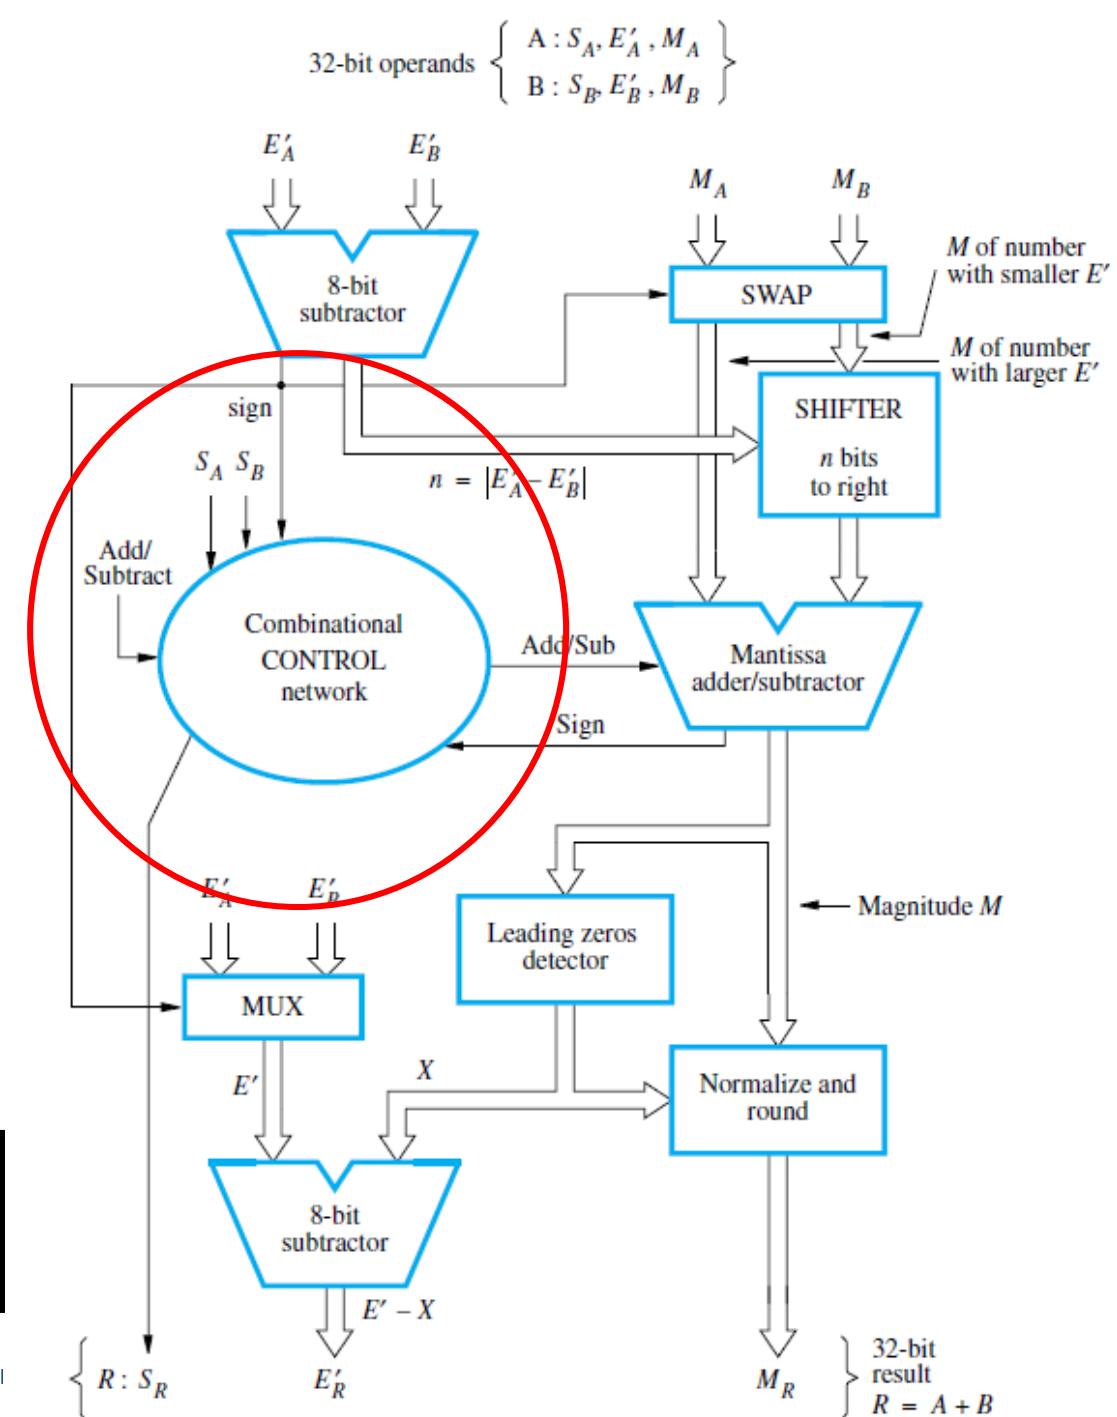 32-bit operands
A : S_A, E'_A , M_A
B : S_B, E'_B , M_B
E'_A
E'_B
M_A
M_B
8-bit
subtractor
SWAP
M of number
with smaller E'
M of number
with larger E'
sign
SHIFTER
n bits
to right
S_A S_B
n = |E'_A – E'_B|
Add/
Subtract
Combinational
CONTROL
network
Add/Sub
Mantissa
adder/subtractor
Sign
E'_A
E'_B
Leading zeros
detector
Magnitude M
MUX
E'
X
Normalize and
round
8-bit
subtractor
E' – X
R : S_R
E'_R
M_R
32-bit
result
R = A + B